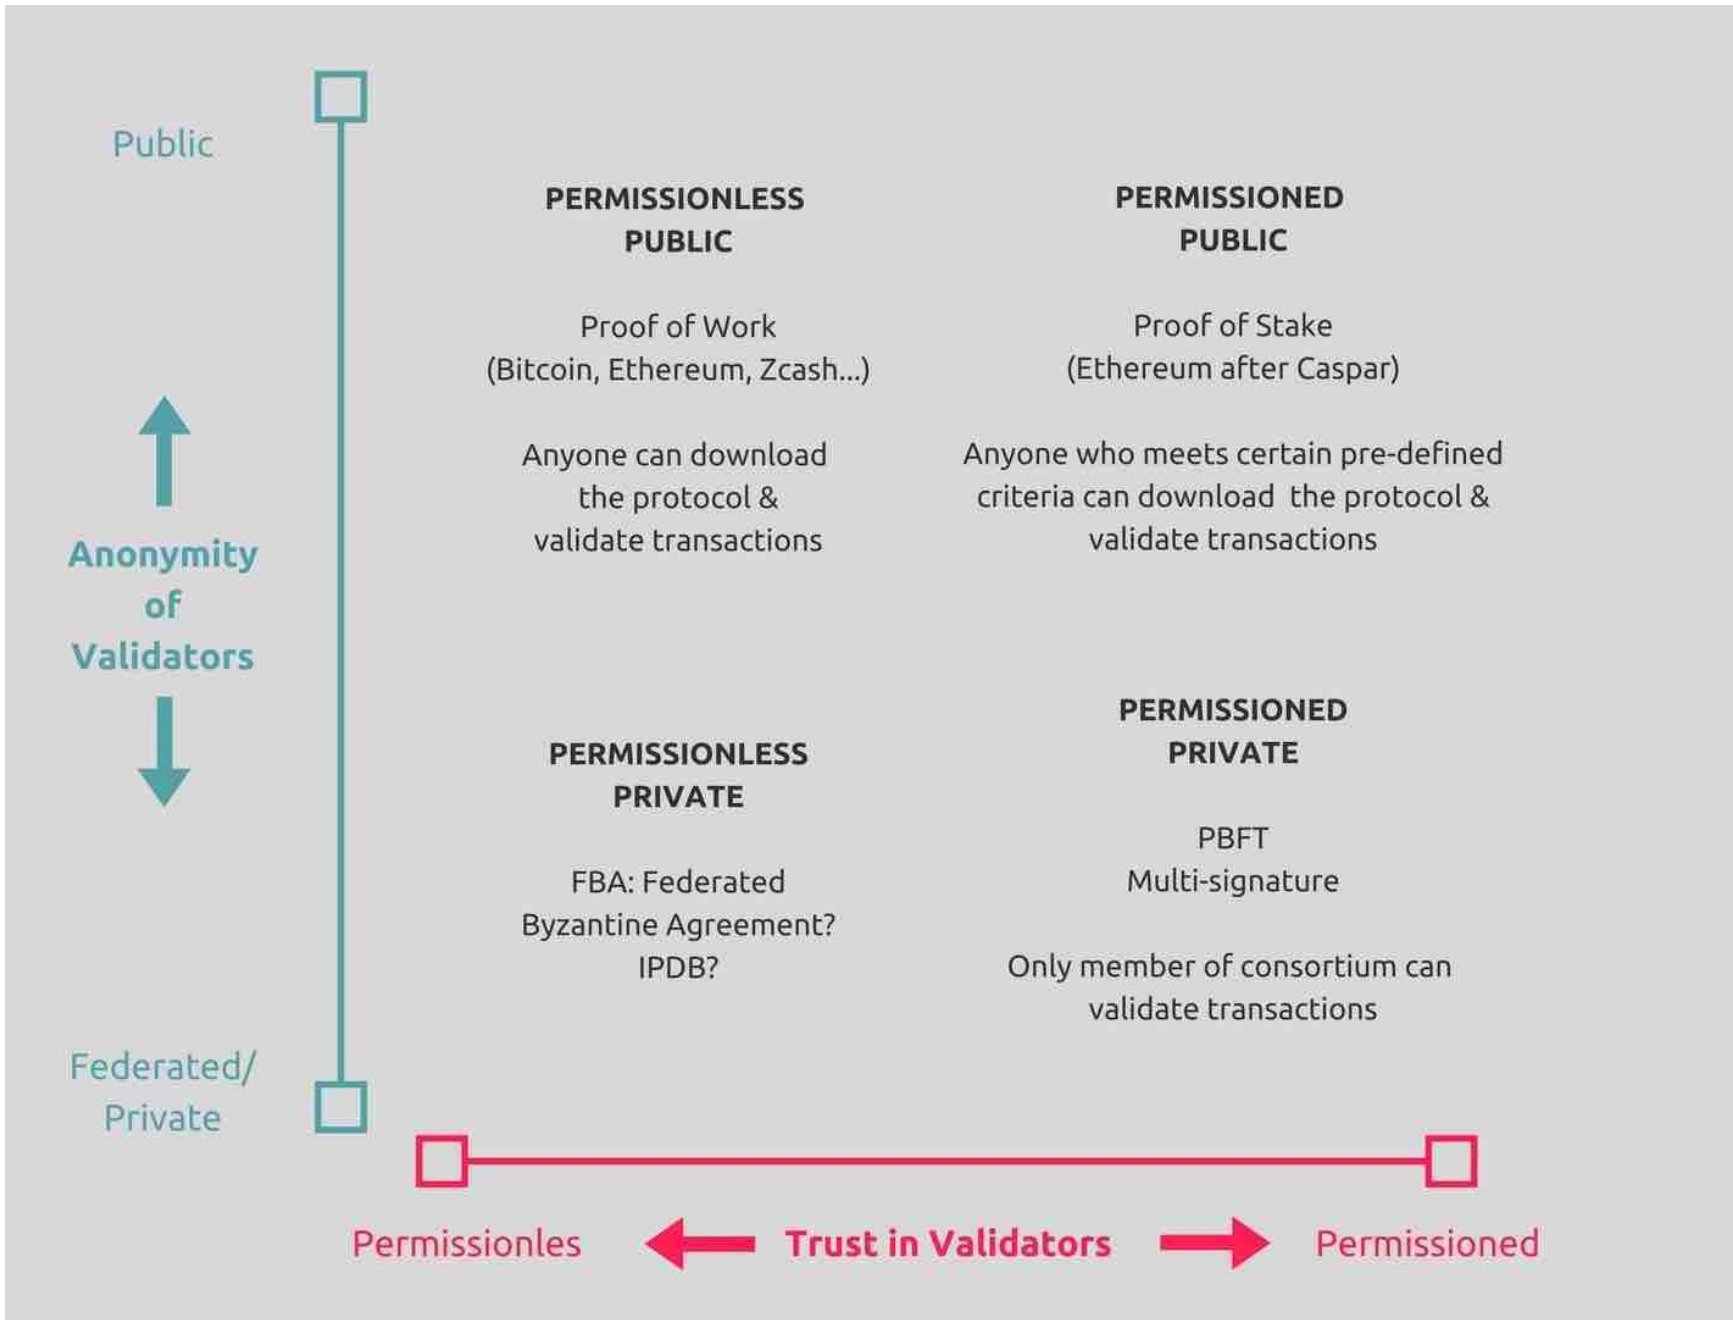 Public
Anonymity
of
Validators
Federated/
Private
PERMISSIONLESS
PUBLIC
Proof of Work
(Bitcoin, Ethereum, Zcash...)
Anyone can download
the protocol &
validate transactions
PERMISSIONED
PUBLIC
Proof of Stake
(Ethereum after Caspar)
Anyone who meets certain pre-defined
criteria can download the protocol &
validate transactions
PERMISSIONLESS
PRIVATE
FBA: Federated
Byzantine Agreement?
IPDB?
PERMISSIONED
PRIVATE
PBFT
Multi-signature
Only member of consortium can
validate transactions
Permissionles
Trust in Validators
Permissioned